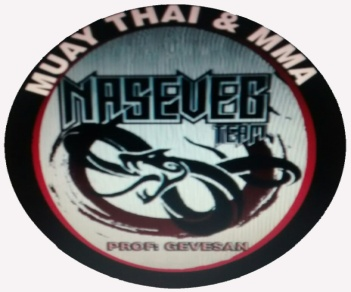 MUAY THAI & MMA
NASEVEG
TEAM
PROF: GEVESAN